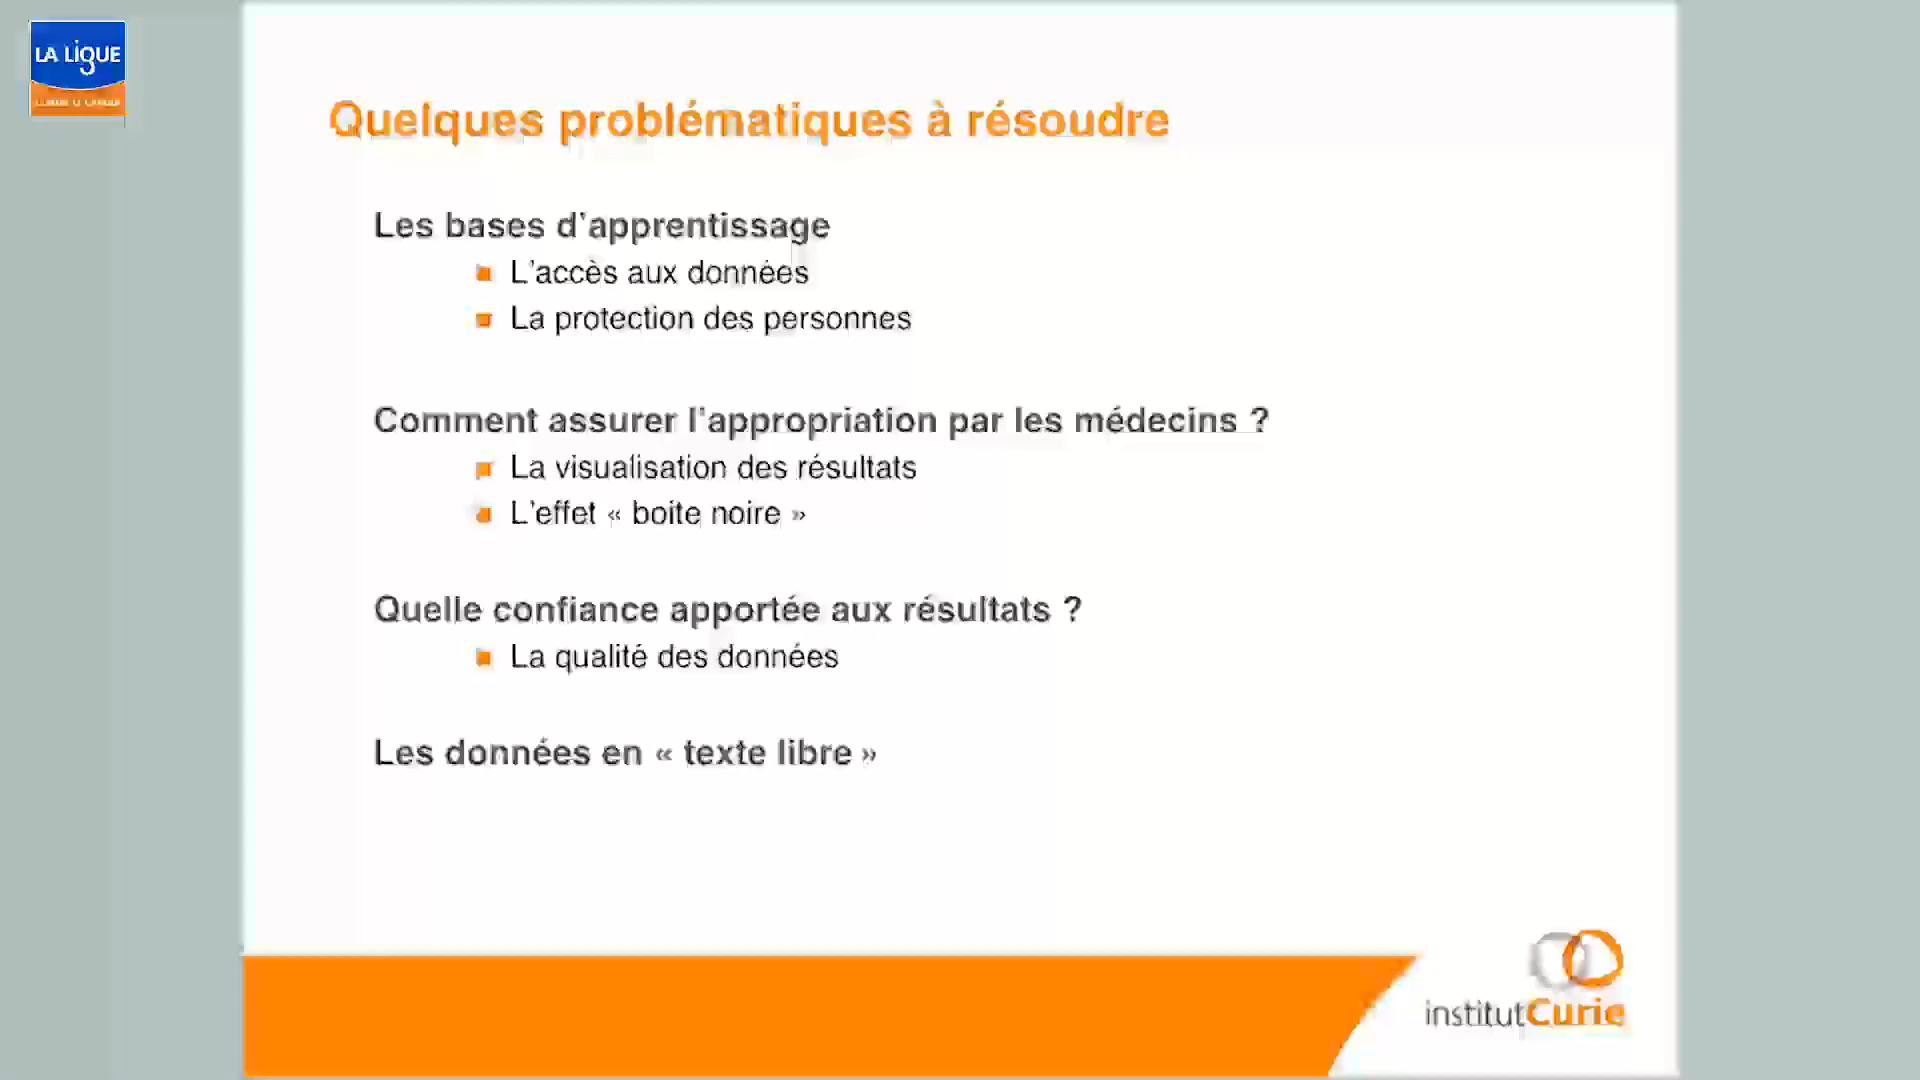 LA LIGUE
Quelques problématiques à résoudre
Les bases d'apprentissage
L'accès aux données
La protection des personnes
Comment assurer l'appropriation par les médecins ?
La visualisation des résultats
L'effet « boite noire »
Quelle confiance apportée aux résultats ?
La qualité des données
Les données en « texte libre »
institutCurie